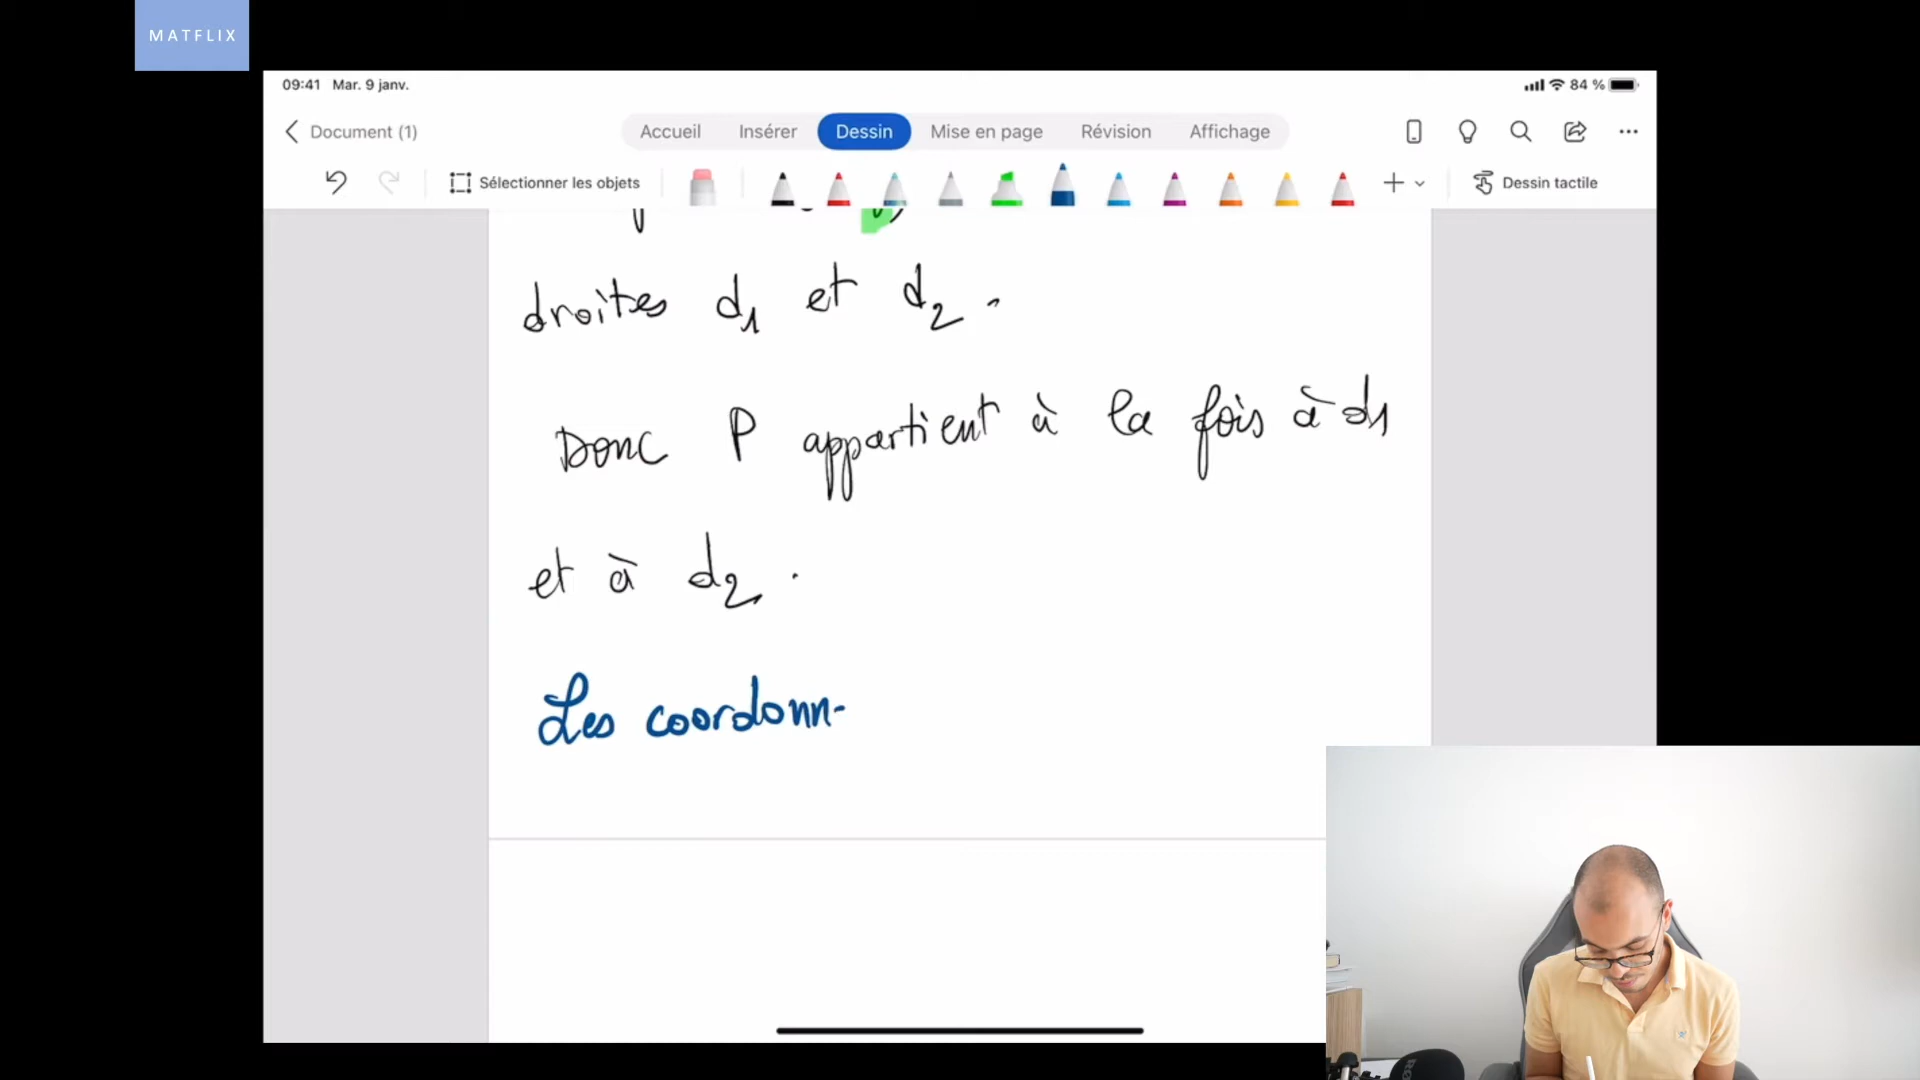 MATFLIX
09:41 Mar. 9 janv.
84 %
Document (1)
Accueil Insérer Dessin Mise en page Révision Affichage
Sélectionner les objets
Dessin tactile
droites d1 et d2.
Donc P appartient à la fois à d1
et à d2.
Les coordonn-